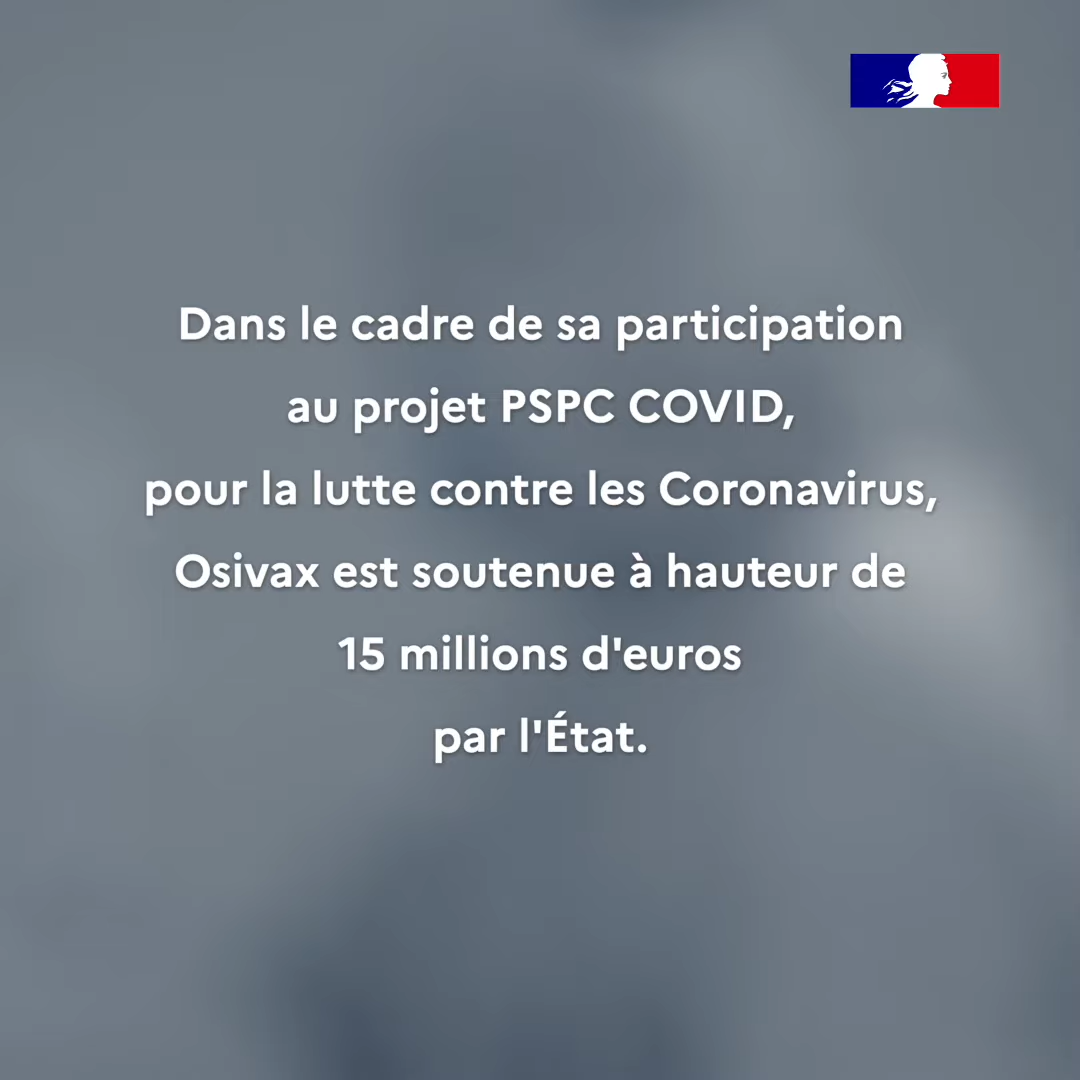 Dans le cadre de sa participation
au projet PSPC COVID,
pour la lutte contre les Coronavirus,
Osivax est soutenue à hauteur de
15 millions d'euros
par l'État.